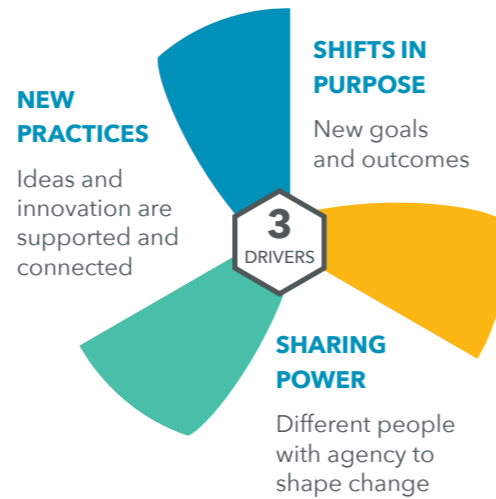 SHIFTS IN
PURPOSE
New goals
and outcomes
NEW
PRACTICES
Ideas and
innovation are
supported and
connected
3
DRIVERS
SHARING
POWER
Different people
with agency to
shape change